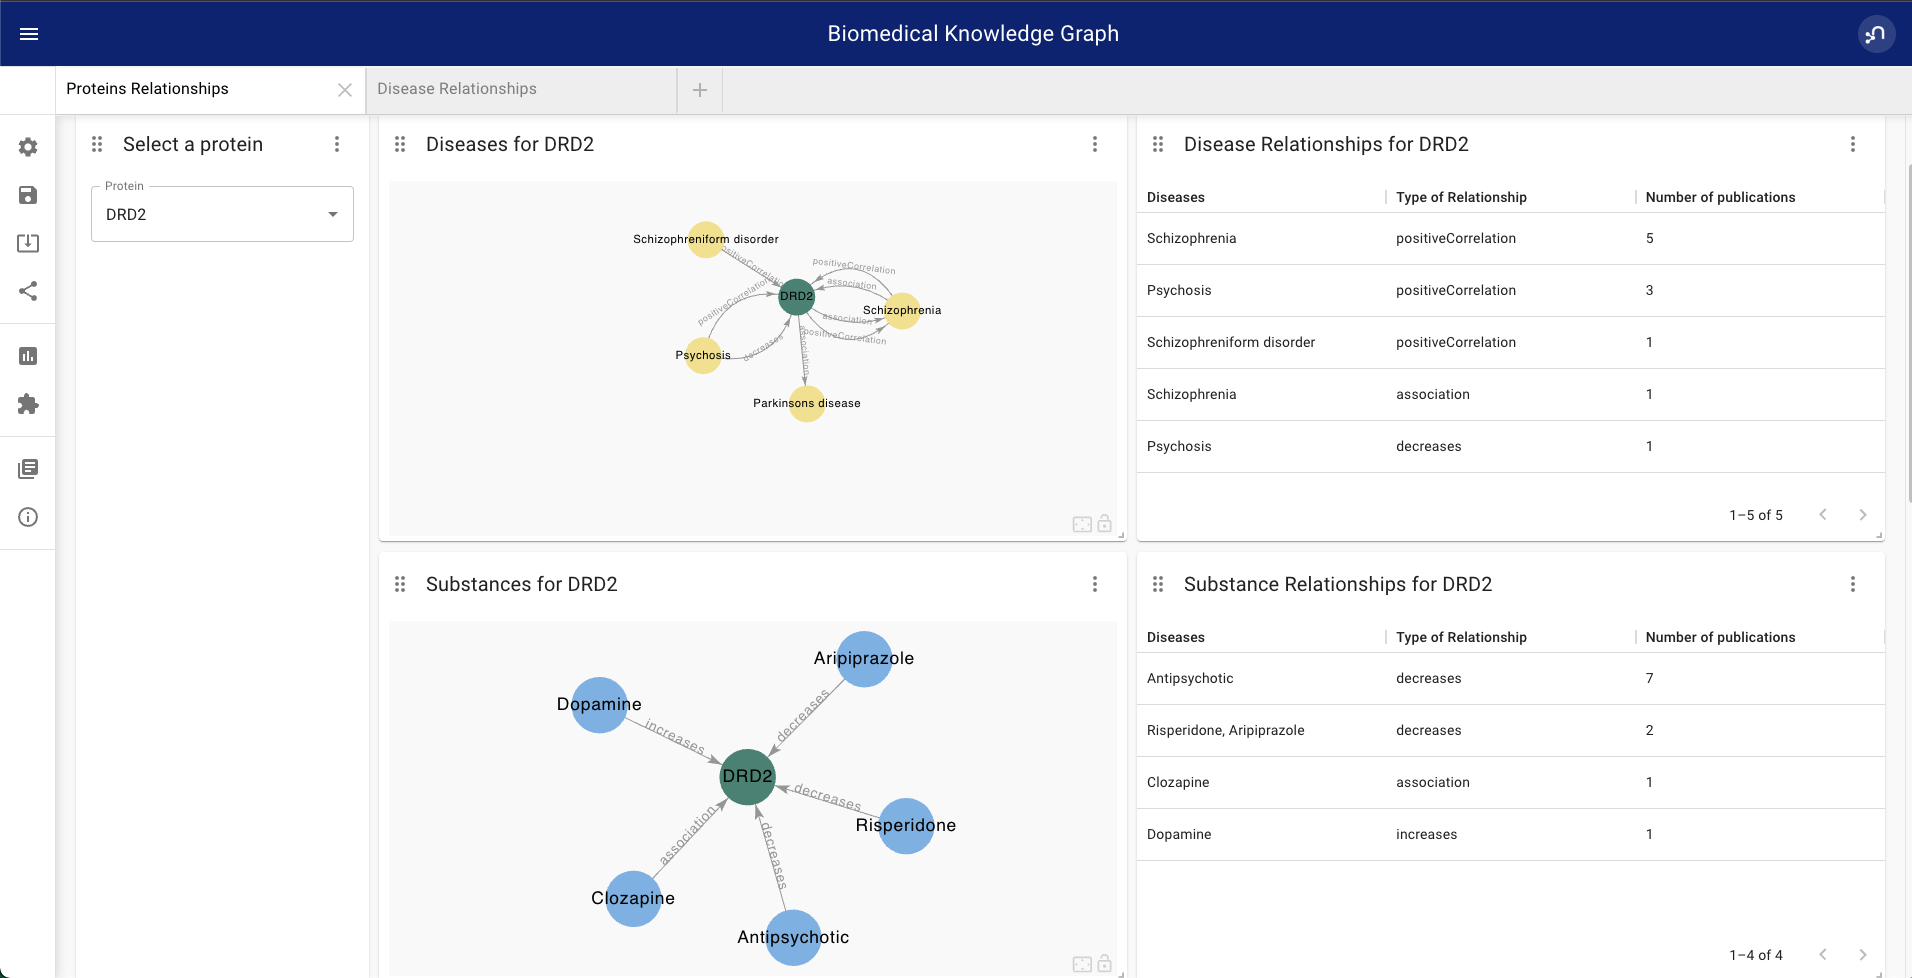 Biomedical Knowledge Graph
Proteins Relationships
Disease Relationships
Select a protein
Protein
DRD2
Diseases for DRD2
Schizophreniform disorder
positiveCorrelation
positiveCorrelation
association
DRD2
Schizophrenia
association
positiveCorrelation
positiveCorrelation
association
decreases
Psychosis
Parkinsons disease
Disease Relationships for DRD2
Diseases Type of Relationship Number of publications
Schizophrenia positiveCorrelation 5
Psychosis positiveCorrelation 3
Schizophreniform disorder positiveCorrelation 1
Schizophrenia association 1
Psychosis decreases 1
1–5 of 5
Substances for DRD2
Aripiprazole
Dopamine
decreases
increases
DRD2
decreases
Risperidone
association
decreases
Clozapine
Antipsychotic
Substance Relationships for DRD2
Diseases Type of Relationship Number of publications
Antipsychotic decreases 7
Risperidone, Aripiprazole decreases 2
Clozapine association 1
Dopamine increases 1
1–4 of 4